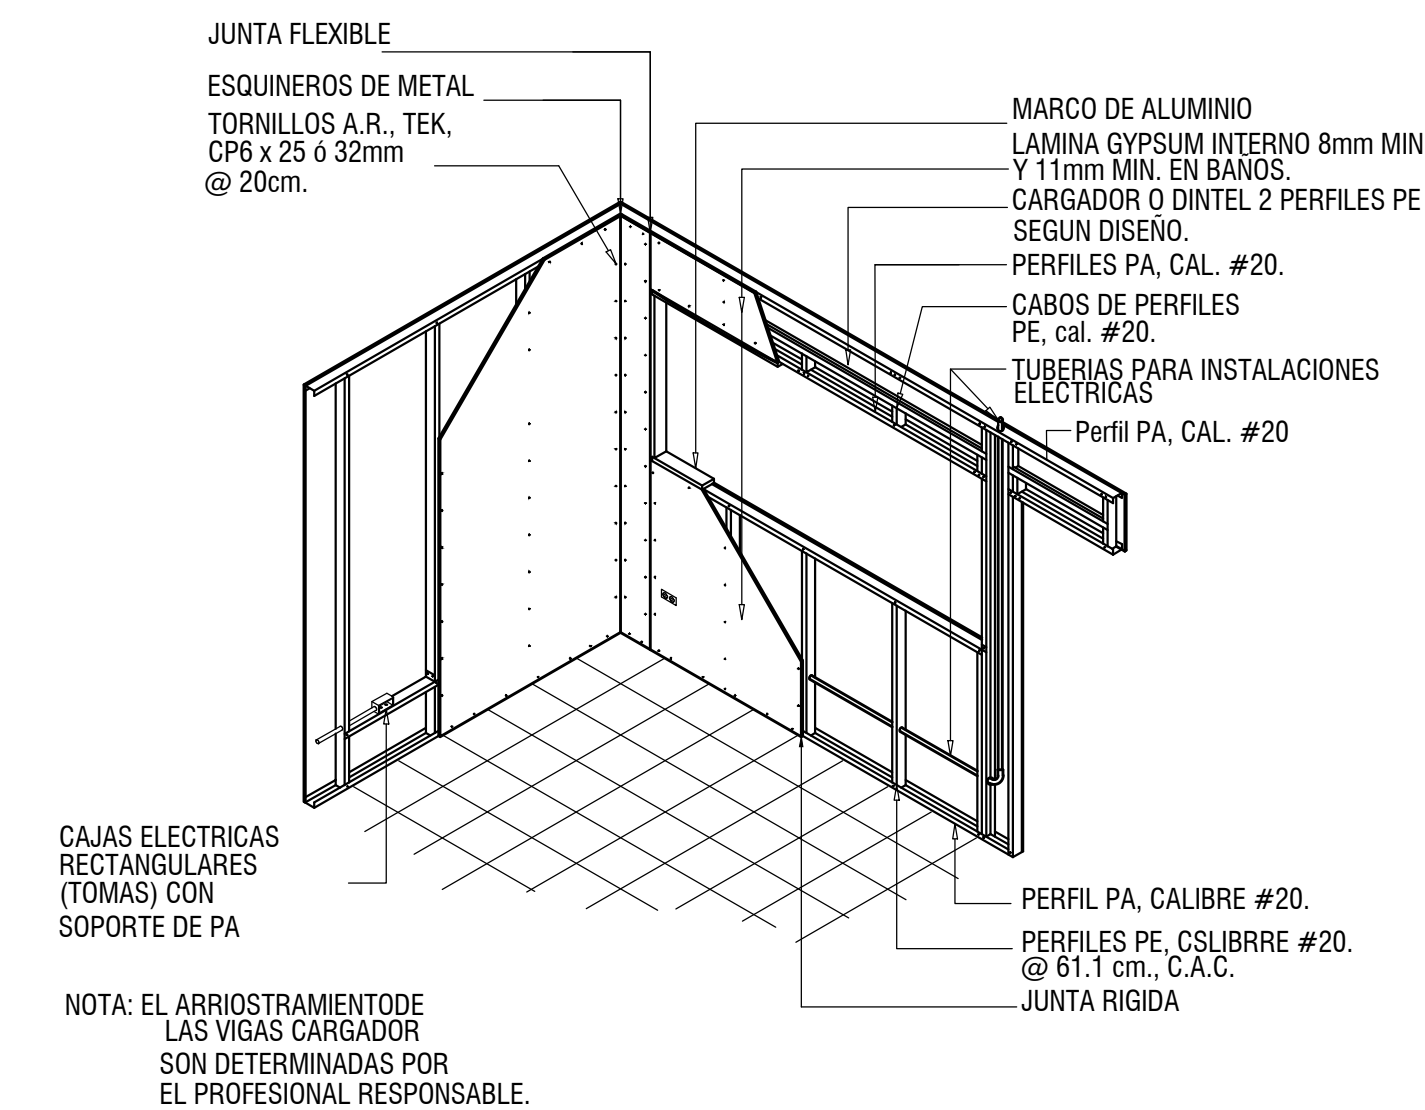 JUNTA FLEXIBLE
ESQUINEROS DE METAL
TORNILLOS A.R., TEK,
CP6 x 25 ó 32mm
@ 20cm.
MARCO DE ALUMINIO
LAMINA GYPSUM INTERNO 8mm MIN
Y 11mm MIN. EN BAÑOS.
CARGADOR O DINTEL 2 PERFILES PE
SEGUN DISEÑO.
PERFILES PA, CAL. #20.
CABOS DE PERFILES
PE, cal. #20.
TUBERIAS PARA INSTALACIONES
ELECTRICAS
Perfil PA, CAL. #20
CAJAS ELECTRICAS
RECTANGULARES
(TOMAS) CON
SOPORTE DE PA
PERFIL PA, CALIBRE #20.
PERFILES PE, CSLIBRRE #20.
@ 61.1 cm., C.A.C.
JUNTA RIGIDA
NOTA: EL ARRIOSTRAMIENTODE
LAS VIGAS CARGADOR
SON DETERMINADAS POR
EL PROFESIONAL RESPONSABLE.